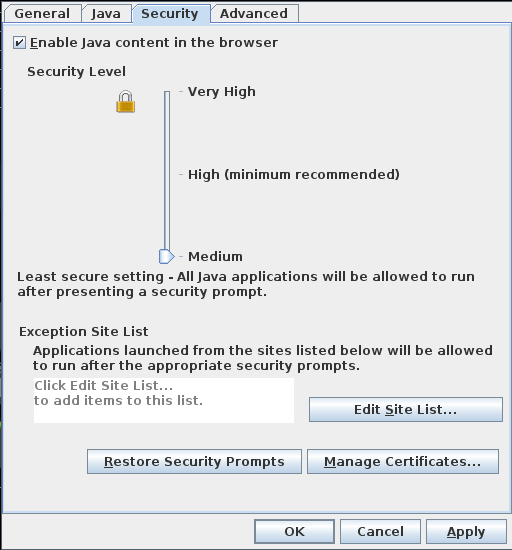 General Java Security Advanced
Enable Java content in the browser
Security Level
Very High
High (minimum recommended)
Medium
Least secure setting - All Java applications will be allowed to run
after presenting a security prompt.
Exception Site List
Applications launched from the sites listed below will be allowed
to run after the appropriate security prompts.
Click Edit Site List...
to add items to this list.
Edit Site List...
Restore Security Prompts Manage Certificates...
OK Cancel Apply